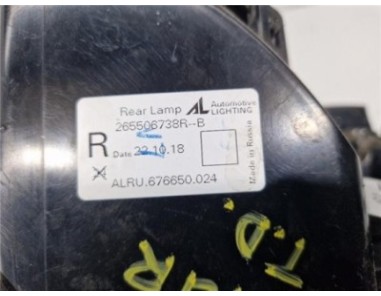 Rear Lamp AL Automotive LIGHTING
265506738R--B
R Date 22.10.18
ALRU.676650.024
Made in Russia